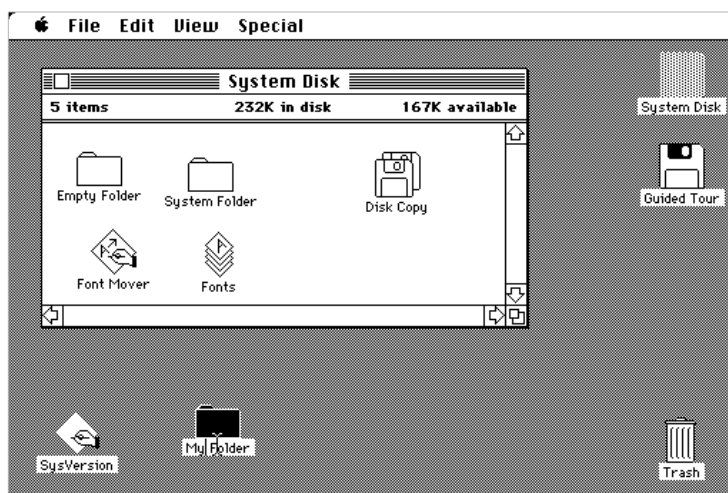 File Edit View Special
System Disk
5 items 232K in disk 167K available
Empty Folder System Folder Disk Copy
Font Mover Fonts
System Disk
Guided Tour
SysVersion My Folder Trash